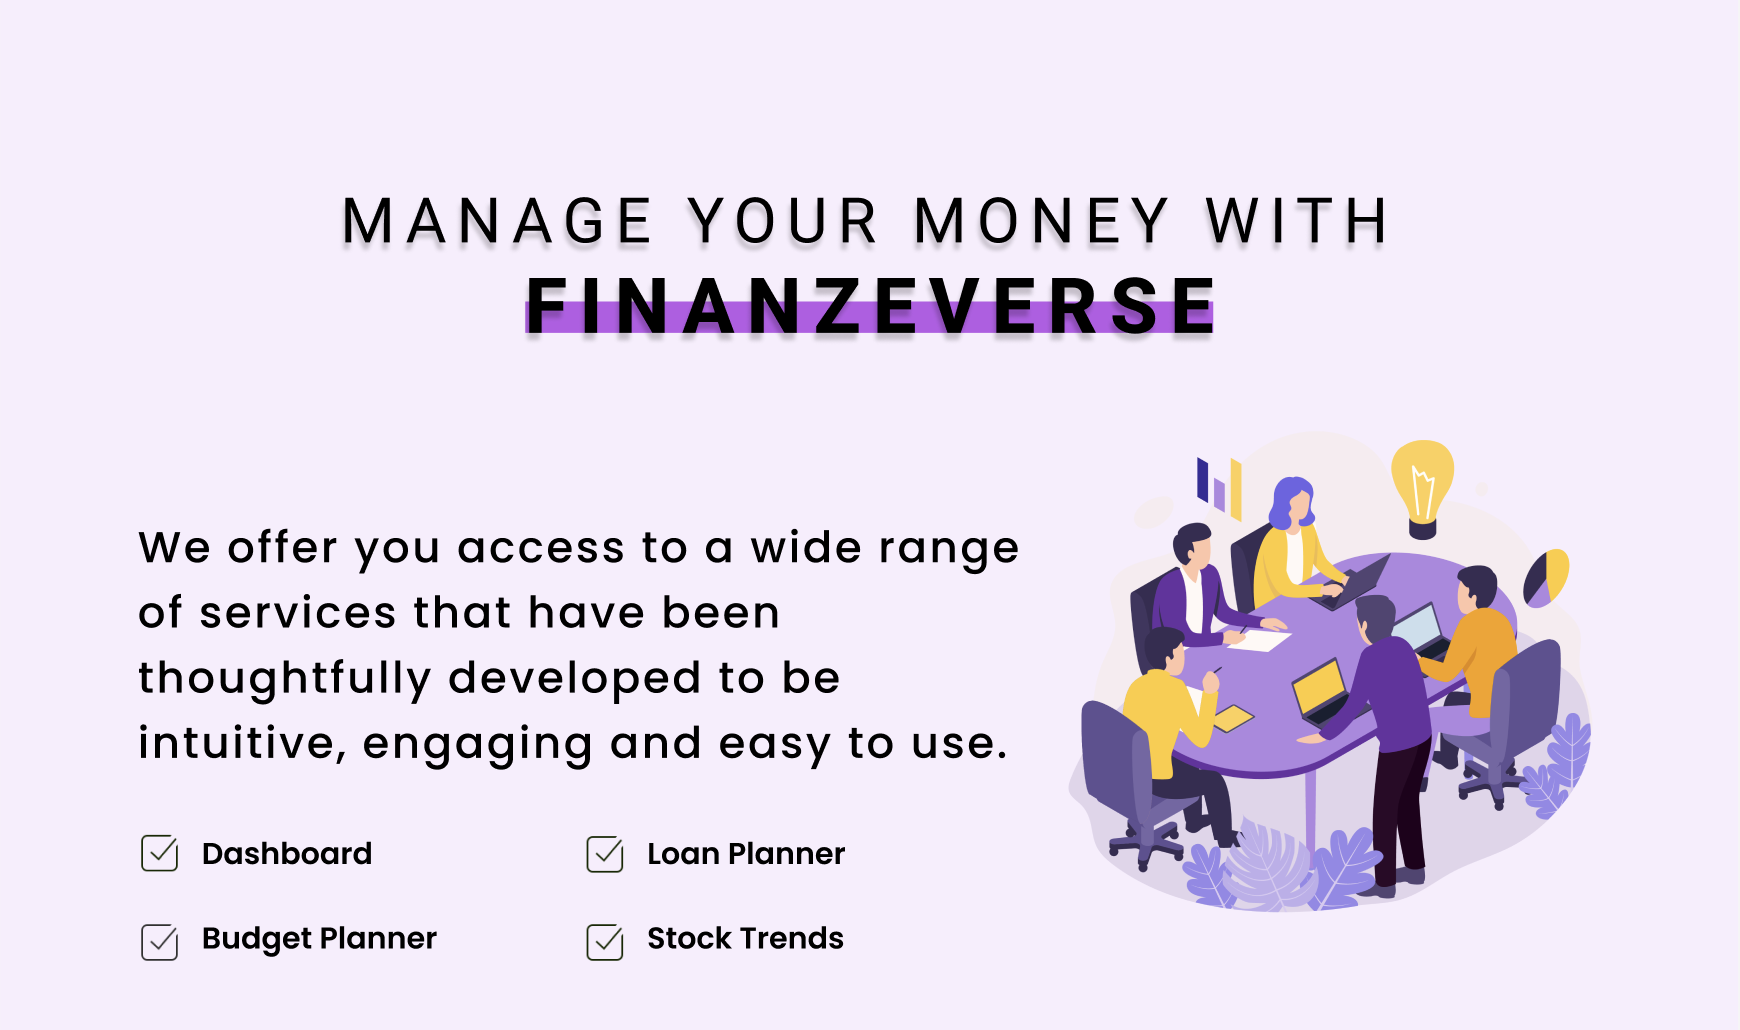 MANAGE YOUR MONEY WITH
FINANZEVERSE
We offer you access to a wide range
of services that have been
thoughtfully developed to be
intuitive, engaging and easy to use.
Dashboard
Loan Planner
Budget Planner
Stock Trends